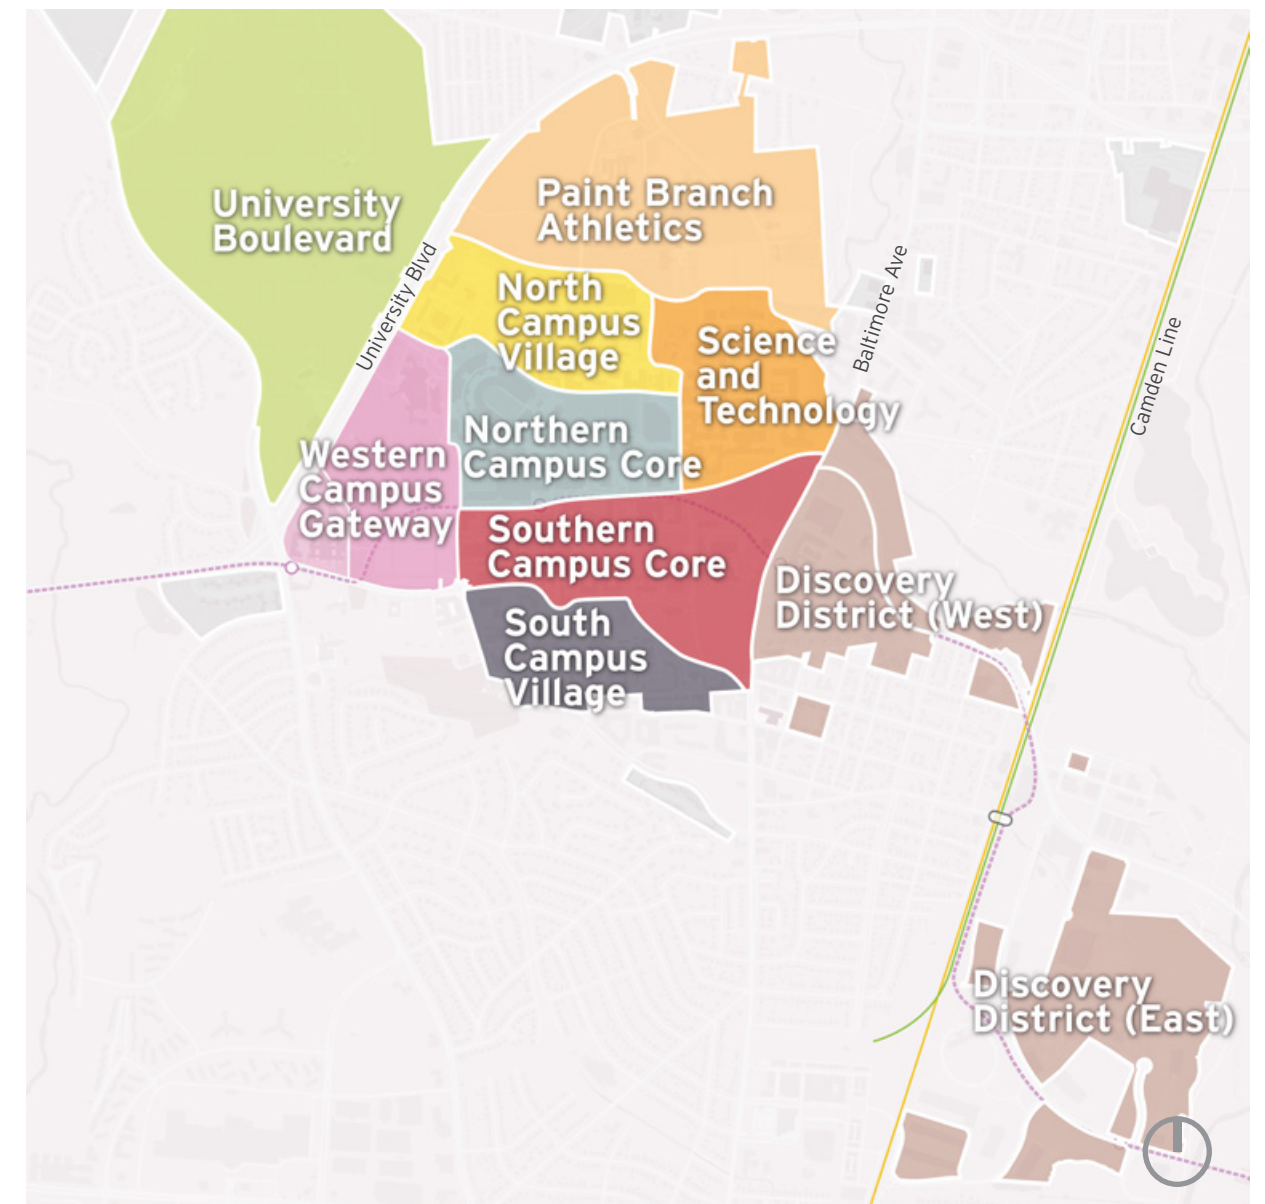 University
Boulevard
Paint Branch
Athletics
University Blvd
North
Campus
Village
Science
and
Technology
Baltimore Ave
Camden Line
Western
Campus
Gateway
Northern
Campus Core
Southern
Campus Core
Discovery
District (West)
South
Campus
Village
Discovery
District (East)